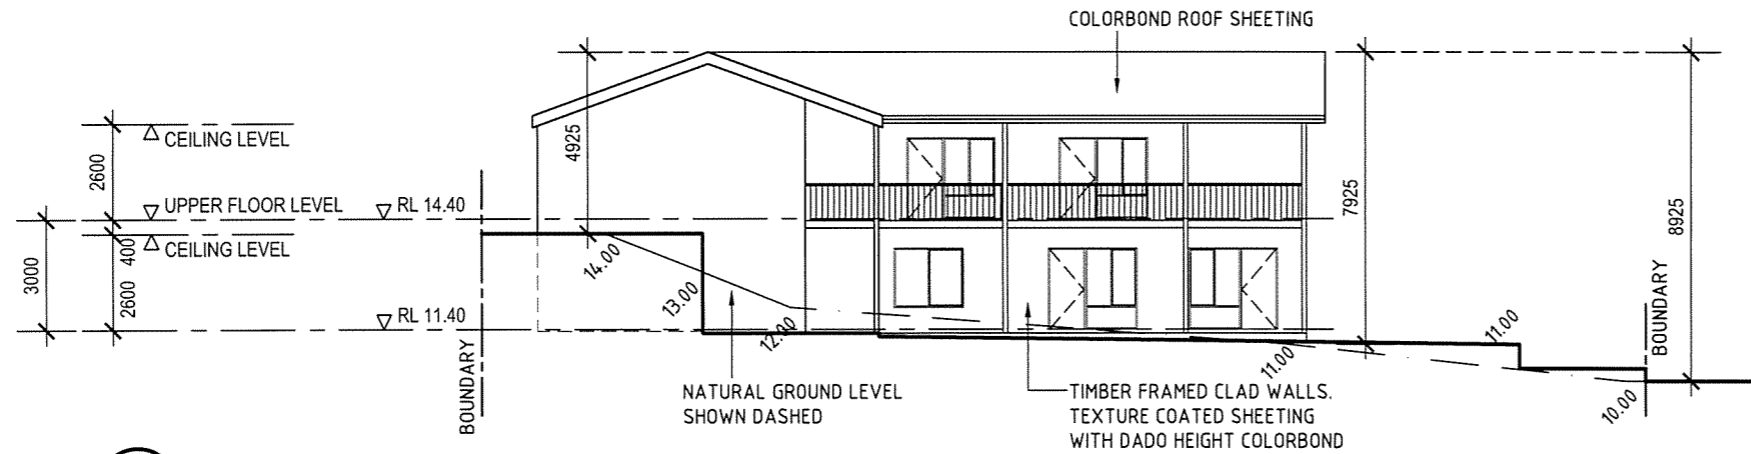 COLORBOND ROOF SHEETING
CEILING LEVEL
2600
4925
UPPER FLOOR LEVEL
RL 14.40
7925
8925
CEILING LEVEL
400
3000
2600
14.00
13.00
RL 11.40
12.00
11.00
11.00
10.00
BOUNDARY
BOUNDARY
NATURAL GROUND LEVEL
SHOWN DASHED
TIMBER FRAMED CLAD WALLS.
TEXTURE COATED SHEETING
WITH DADO HEIGHT COLORBOND